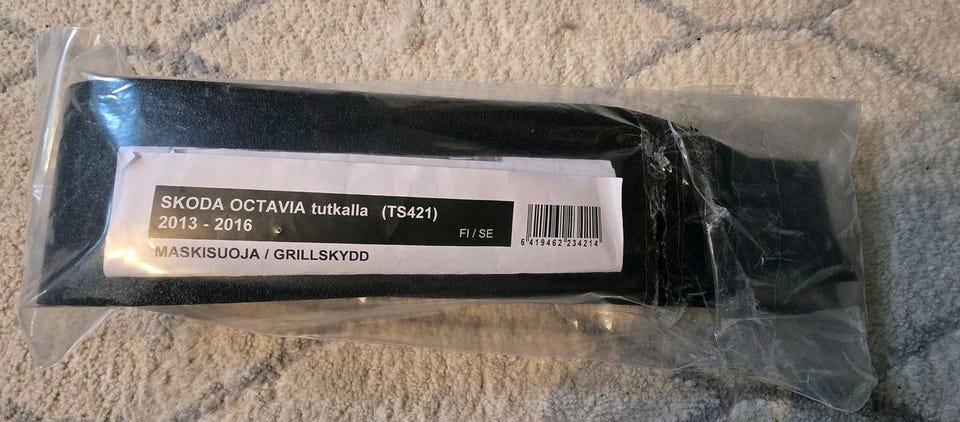 SKODA OCTAVIA tutkalla (TS421)
2013 - 2016
FI / SE
MASKISUOJA / GRILLSKYDD
6 419462 234214